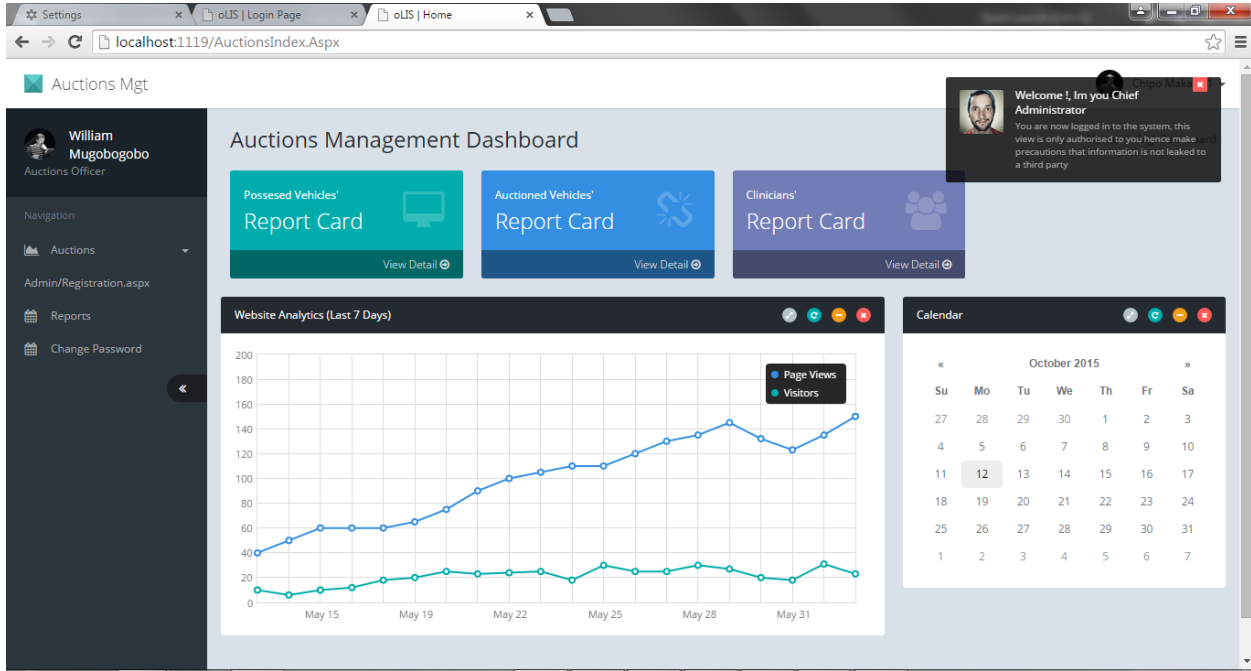 Settings
oLIS | Login Page
oLIS | Home
localhost:1119/AuctionsIndex.Aspx
Auctions Mgt
Chipo Maka
Welcome !, Im you Chief
Administrator
You are now logged in to the system, this
view is only authorised to you hence make
precautions that information is not leaked to
a third party
William
Mugobogobo
Auctions Officer
Navigation
Auctions
Admin/Registration.aspx
Reports
Change Password
Auctions Management Dashboard
Possesed Vehicles'
Report Card
View Detail
Auctioned Vehicles'
Report Card
View Detail
Clinicians'
Report Card
View Detail
Website Analytics (Last 7 Days)
200
180
160
140
120
100
80
60
40
20
0
Page Views
Visitors
May 15 May 19 May 22 May 25 May 28 May 31
Calendar
« October 2015 »
Su Mo Tu We Th Fr Sa
27 28 29 30 1 2 3
4 5 6 7 8 9 10
11 12 13 14 15 16 17
18 19 20 21 22 23 24
25 26 27 28 29 30 31
1 2 3 4 5 6 7